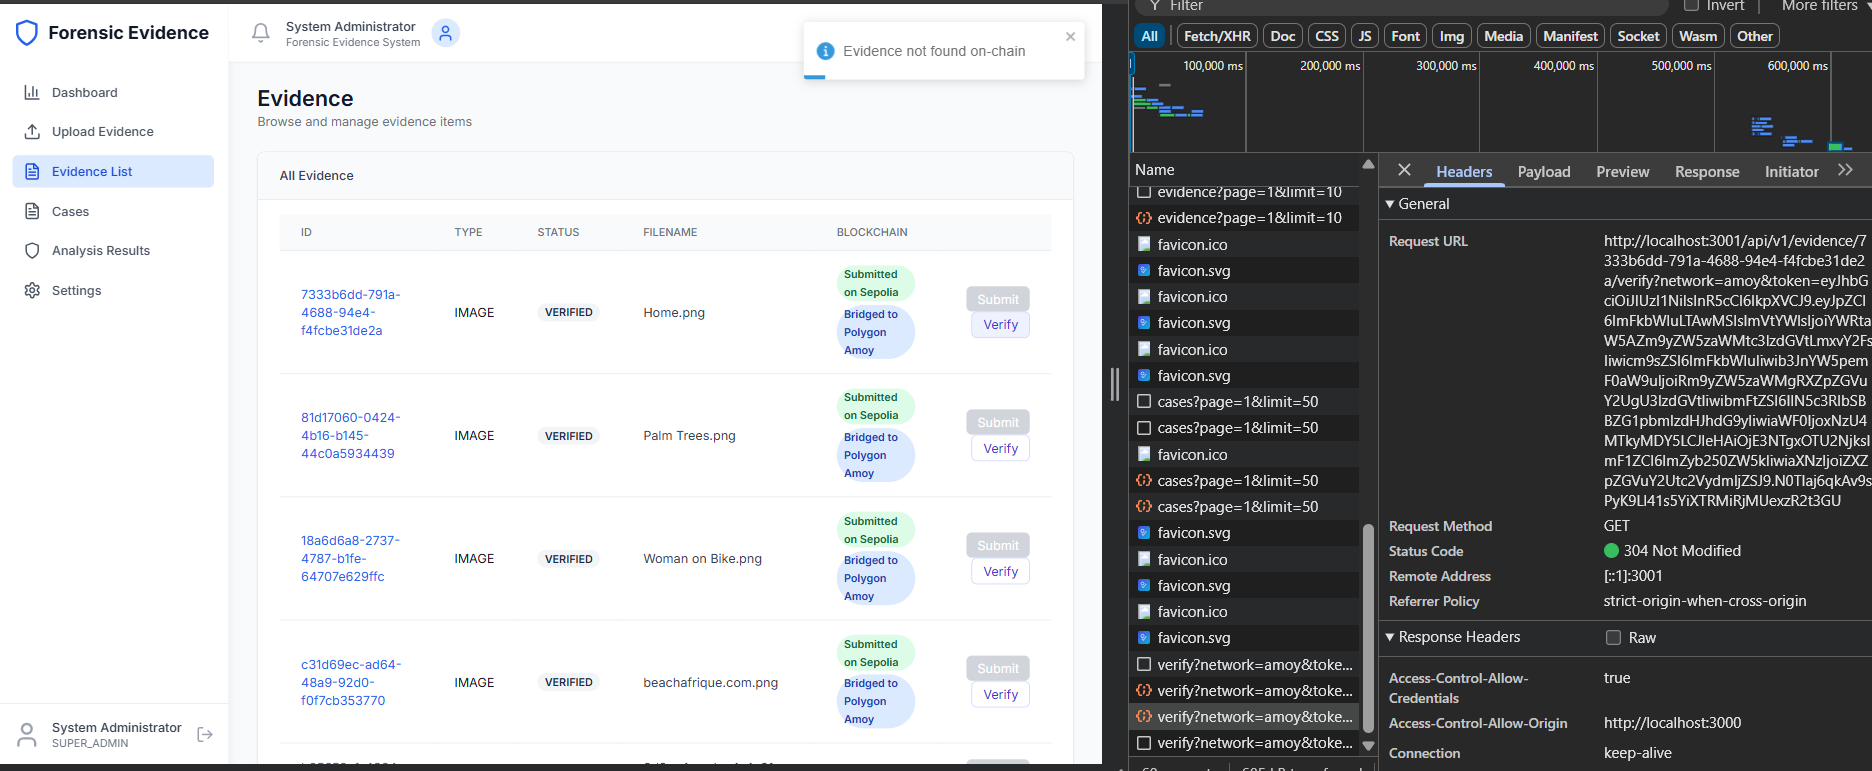 Forensic Evidence
System Administrator
Forensic Evidence System
Evidence not found on-chain
Dashboard
Upload Evidence
Evidence List
Cases
Analysis Results
Settings
System Administrator
SUPER_ADMIN
Evidence
Browse and manage evidence items
All Evidence
ID TYPE STATUS FILENAME BLOCKCHAIN
7333b6dd-791a-
4688-94e4-
f4fcbe31de2a
IMAGE
VERIFIED
Home.png
Submitted
on Sepolia
Bridged to
Polygon
Amoy
Submit
Verify
81d17060-0424-
4b16-b145-
44c0a5934439
IMAGE
VERIFIED
Palm Trees.png
Submitted
on Sepolia
Bridged to
Polygon
Amoy
Submit
Verify
18a6d6a8-2737-
4787-b1fe-
64707e629ffc
IMAGE
VERIFIED
Woman on Bike.png
Submitted
on Sepolia
Bridged to
Polygon
Amoy
Submit
Verify
c31d69ec-ad64-
48a9-92d0-
f0f7cb353770
IMAGE
VERIFIED
beachafrique.com.png
Submitted
on Sepolia
Bridged to
Polygon
Amoy
Submit
Verify
Filter
Invert
More filters
All Fetch/XHR Doc CSS JS Font Img Media Manifest Socket Wasm Other
100,000 ms 200,000 ms 300,000 ms 400,000 ms 500,000 ms 600,000 ms
Name
evidence?page=1&limit=10
evidence?page=1&limit=10
favicon.ico
favicon.svg
favicon.ico
favicon.svg
favicon.ico
favicon.svg
cases?page=1&limit=50
cases?page=1&limit=50
favicon.ico
cases?page=1&limit=50
cases?page=1&limit=50
favicon.svg
favicon.ico
favicon.svg
favicon.ico
favicon.svg
verify?network=amoy&toke...
verify?network=amoy&toke...
verify?network=amoy&toke...
verify?network=amoy&toke...
Headers Payload Preview Response Initiator
General
Request URL
http://localhost:3001/api/v1/evidence/7
333b6dd-791a-4688-94e4-f4fcbe31de2
a/verify?network=amoy&token=eyJhbG
Request Method
GET
Status Code
304 Not Modified
Remote Address
[::1]:3001
Referrer Policy
strict-origin-when-cross-origin
Response Headers
Raw
Access-Control-Allow-
Credentials
true
Access-Control-Allow-Origin
http://localhost:3000
Connection
keep-alive